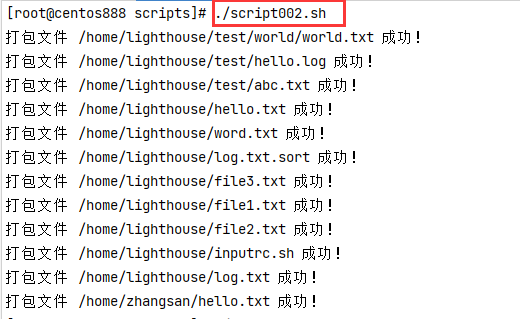 [root@centos888 scripts]# ./script002.sh
打包文件 /home/lighthouse/test/world/world.txt 成功！
打包文件 /home/lighthouse/test/hello.log 成功！
打包文件 /home/lighthouse/test/abc.txt 成功！
打包文件 /home/lighthouse/hello.txt 成功！
打包文件 /home/lighthouse/word.txt 成功！
打包文件 /home/lighthouse/log.txt.sort 成功！
打包文件 /home/lighthouse/file3.txt 成功！
打包文件 /home/lighthouse/file1.txt 成功！
打包文件 /home/lighthouse/file2.txt 成功！
打包文件 /home/lighthouse/inputrc.sh 成功！
打包文件 /home/lighthouse/log.txt 成功！
打包文件 /home/zhangsan/hello.txt 成功！